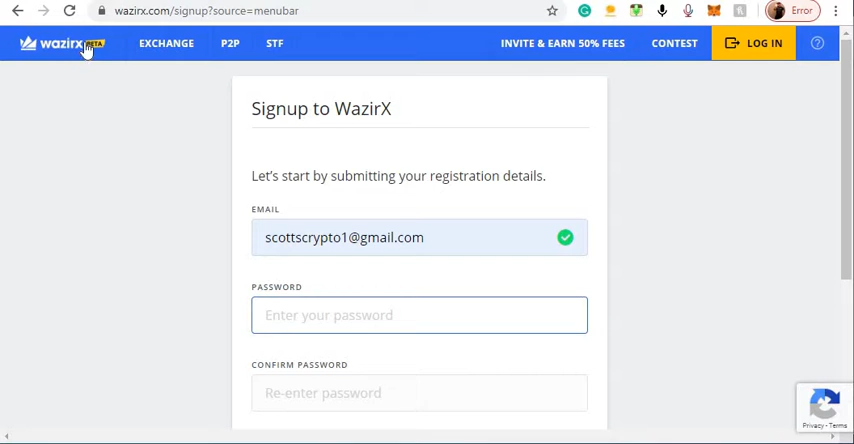 wazirx.com/signup?source=menubar
Error
wazirx BETA
EXCHANGE
P2P
STF
INVITE & EARN 50% FEES
CONTEST
LOG IN
Signup to WazirX
Let's start by submitting your registration details.
EMAIL
scottscrypto1@gmail.com
PASSWORD
Enter your password
CONFIRM PASSWORD
Re-enter password
Privacy - Terms